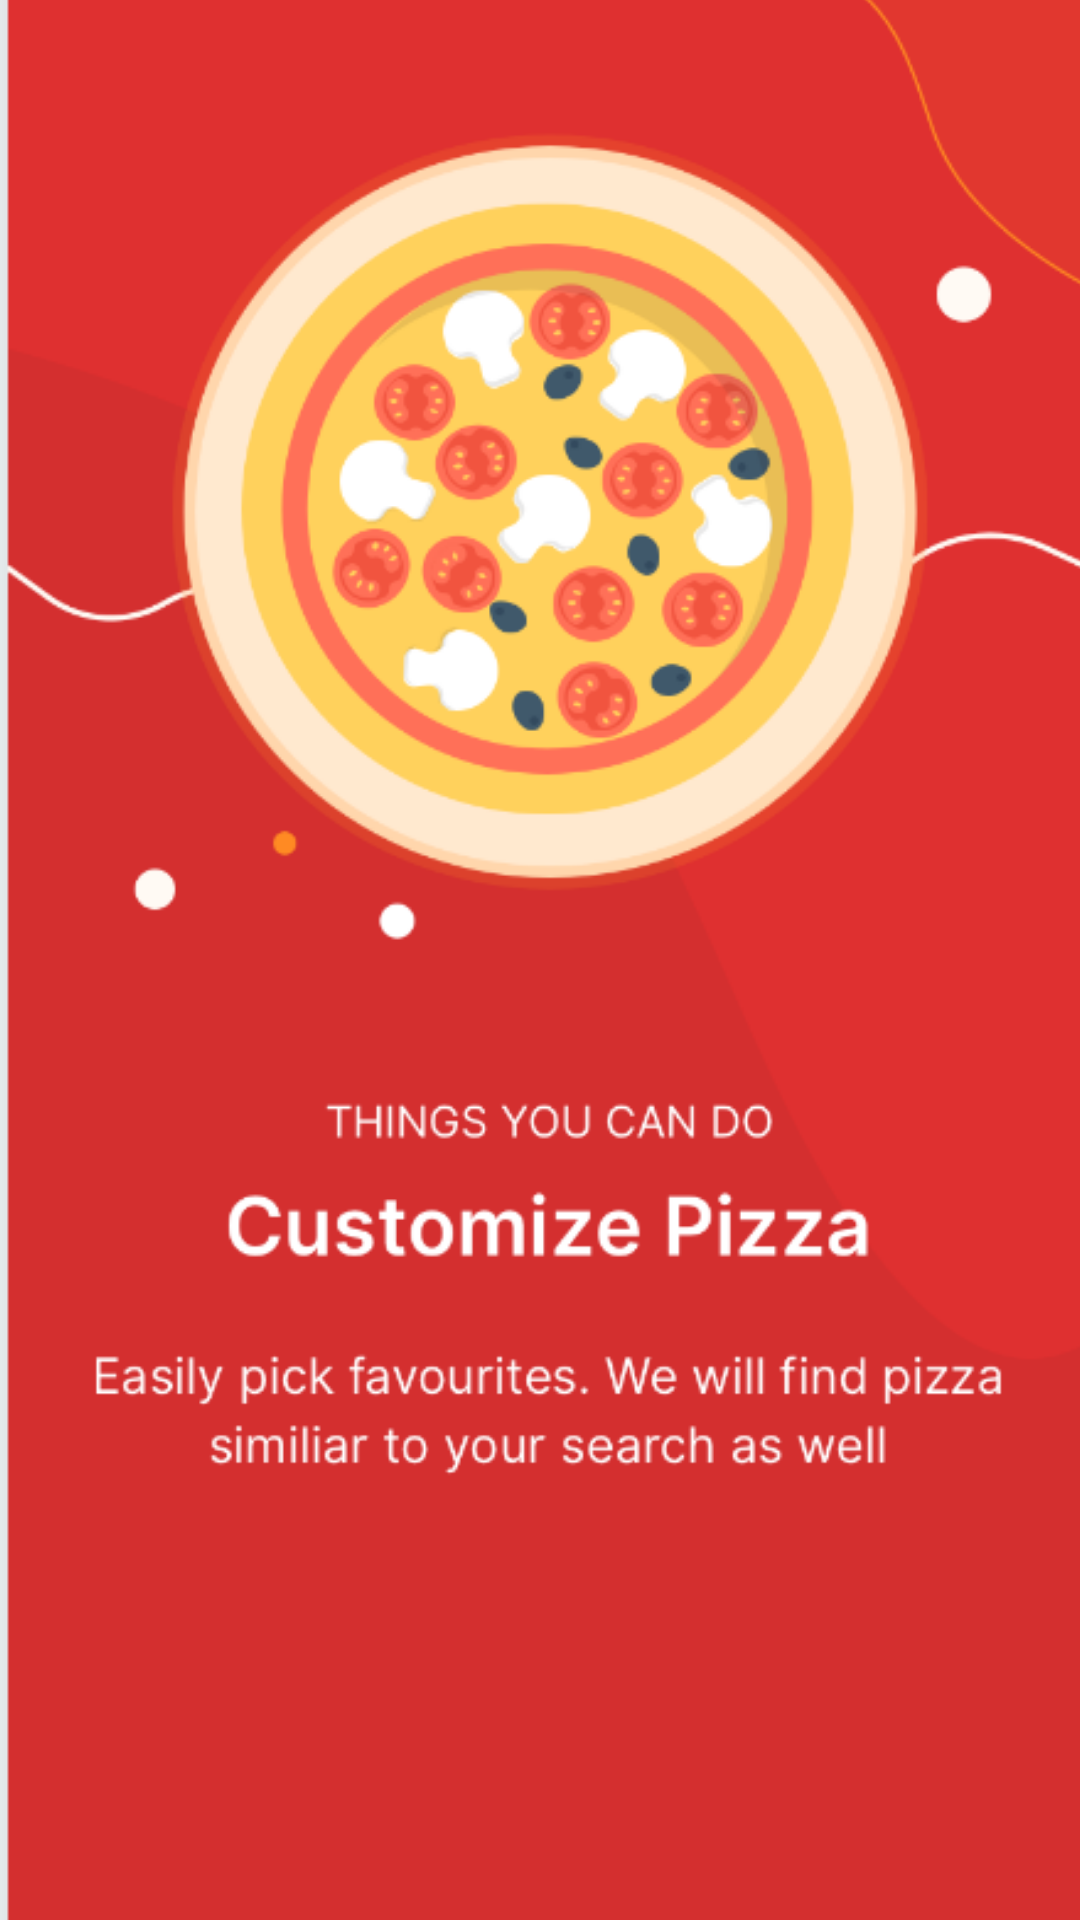 THINGS YOU CAN DO
Customize Pizza
Easily pick favourites. We will find pizza
similiar to your search as well